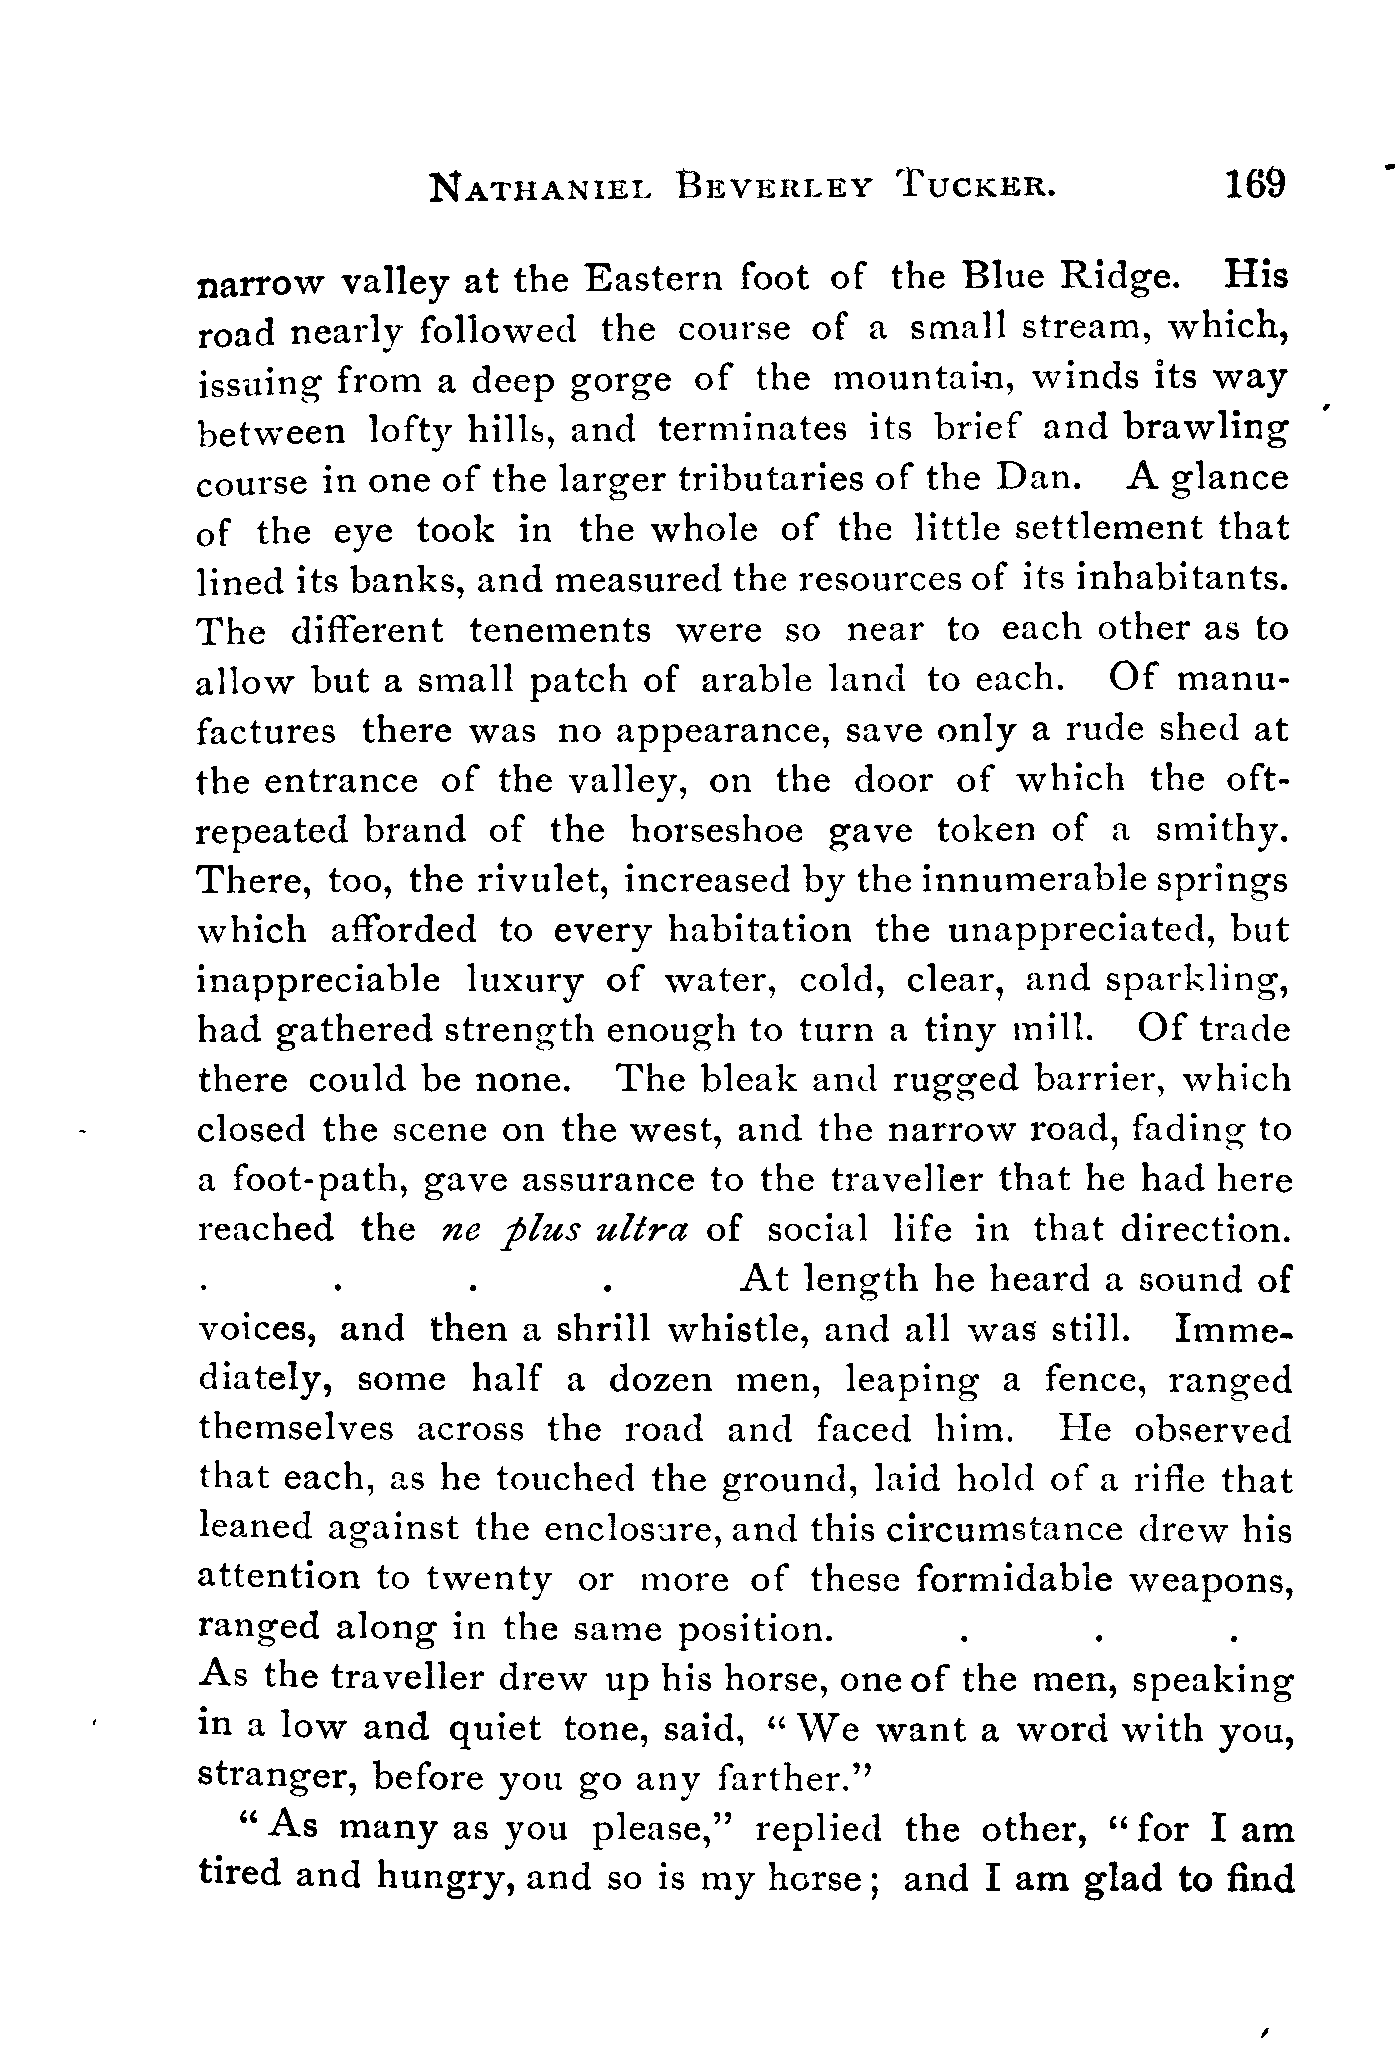 NATHANIEL BEVERLEY TUCKER. 169
narrow valley at the Eastern foot of the Blue Ridge. His
road nearly followed the course of a small stream, which,
issuing from a deep gorge of the mountain, winds its way
between lofty hills, and terminates its brief and brawling
course in one of the larger tributaries of the Dan. A glance
of the eye took in the whole of the little settlement that
lined its banks, and measured the resources of its inhabitants.
The different tenements were so near to each other as to
allow but a small patch of arable land to each. Of manu-
factures there was no appearance, save only a rude shed at
the entrance of the valley, on the door of which the oft-
repeated brand of the horseshoe gave token of a smithy.
There, too, the rivulet, increased by the innumerable springs
which afforded to every habitation the unappreciated, but
inappreciable luxury of water, cold, clear, and sparkling,
had gathered strength enough to turn a tiny mill. Of trade
there could be none. The bleak and rugged barrier, which
closed the scene on the west, and the narrow road, fading to
a foot-path, gave assurance to the traveller that he had here
reached the ne plus ultra of social life in that direction.
. . . . At length he heard a sound of
voices, and then a shrill whistle, and all was still. Imme-
diately, some half a dozen men, leaping a fence, ranged
themselves across the road and faced him. He observed
that each, as he touched the ground, laid hold of a rifle that
leaned against the enclosure, and this circumstance drew his
attention to twenty or more of these formidable weapons,
ranged along in the same position. . . .
As the traveller drew up his horse, one of the men, speaking
in a low and quiet tone, said, "We want a word with you,
stranger, before you go any farther."
"As many as you please," replied the other, "for I am
tired and hungry, and so is my horse; and I am glad to find